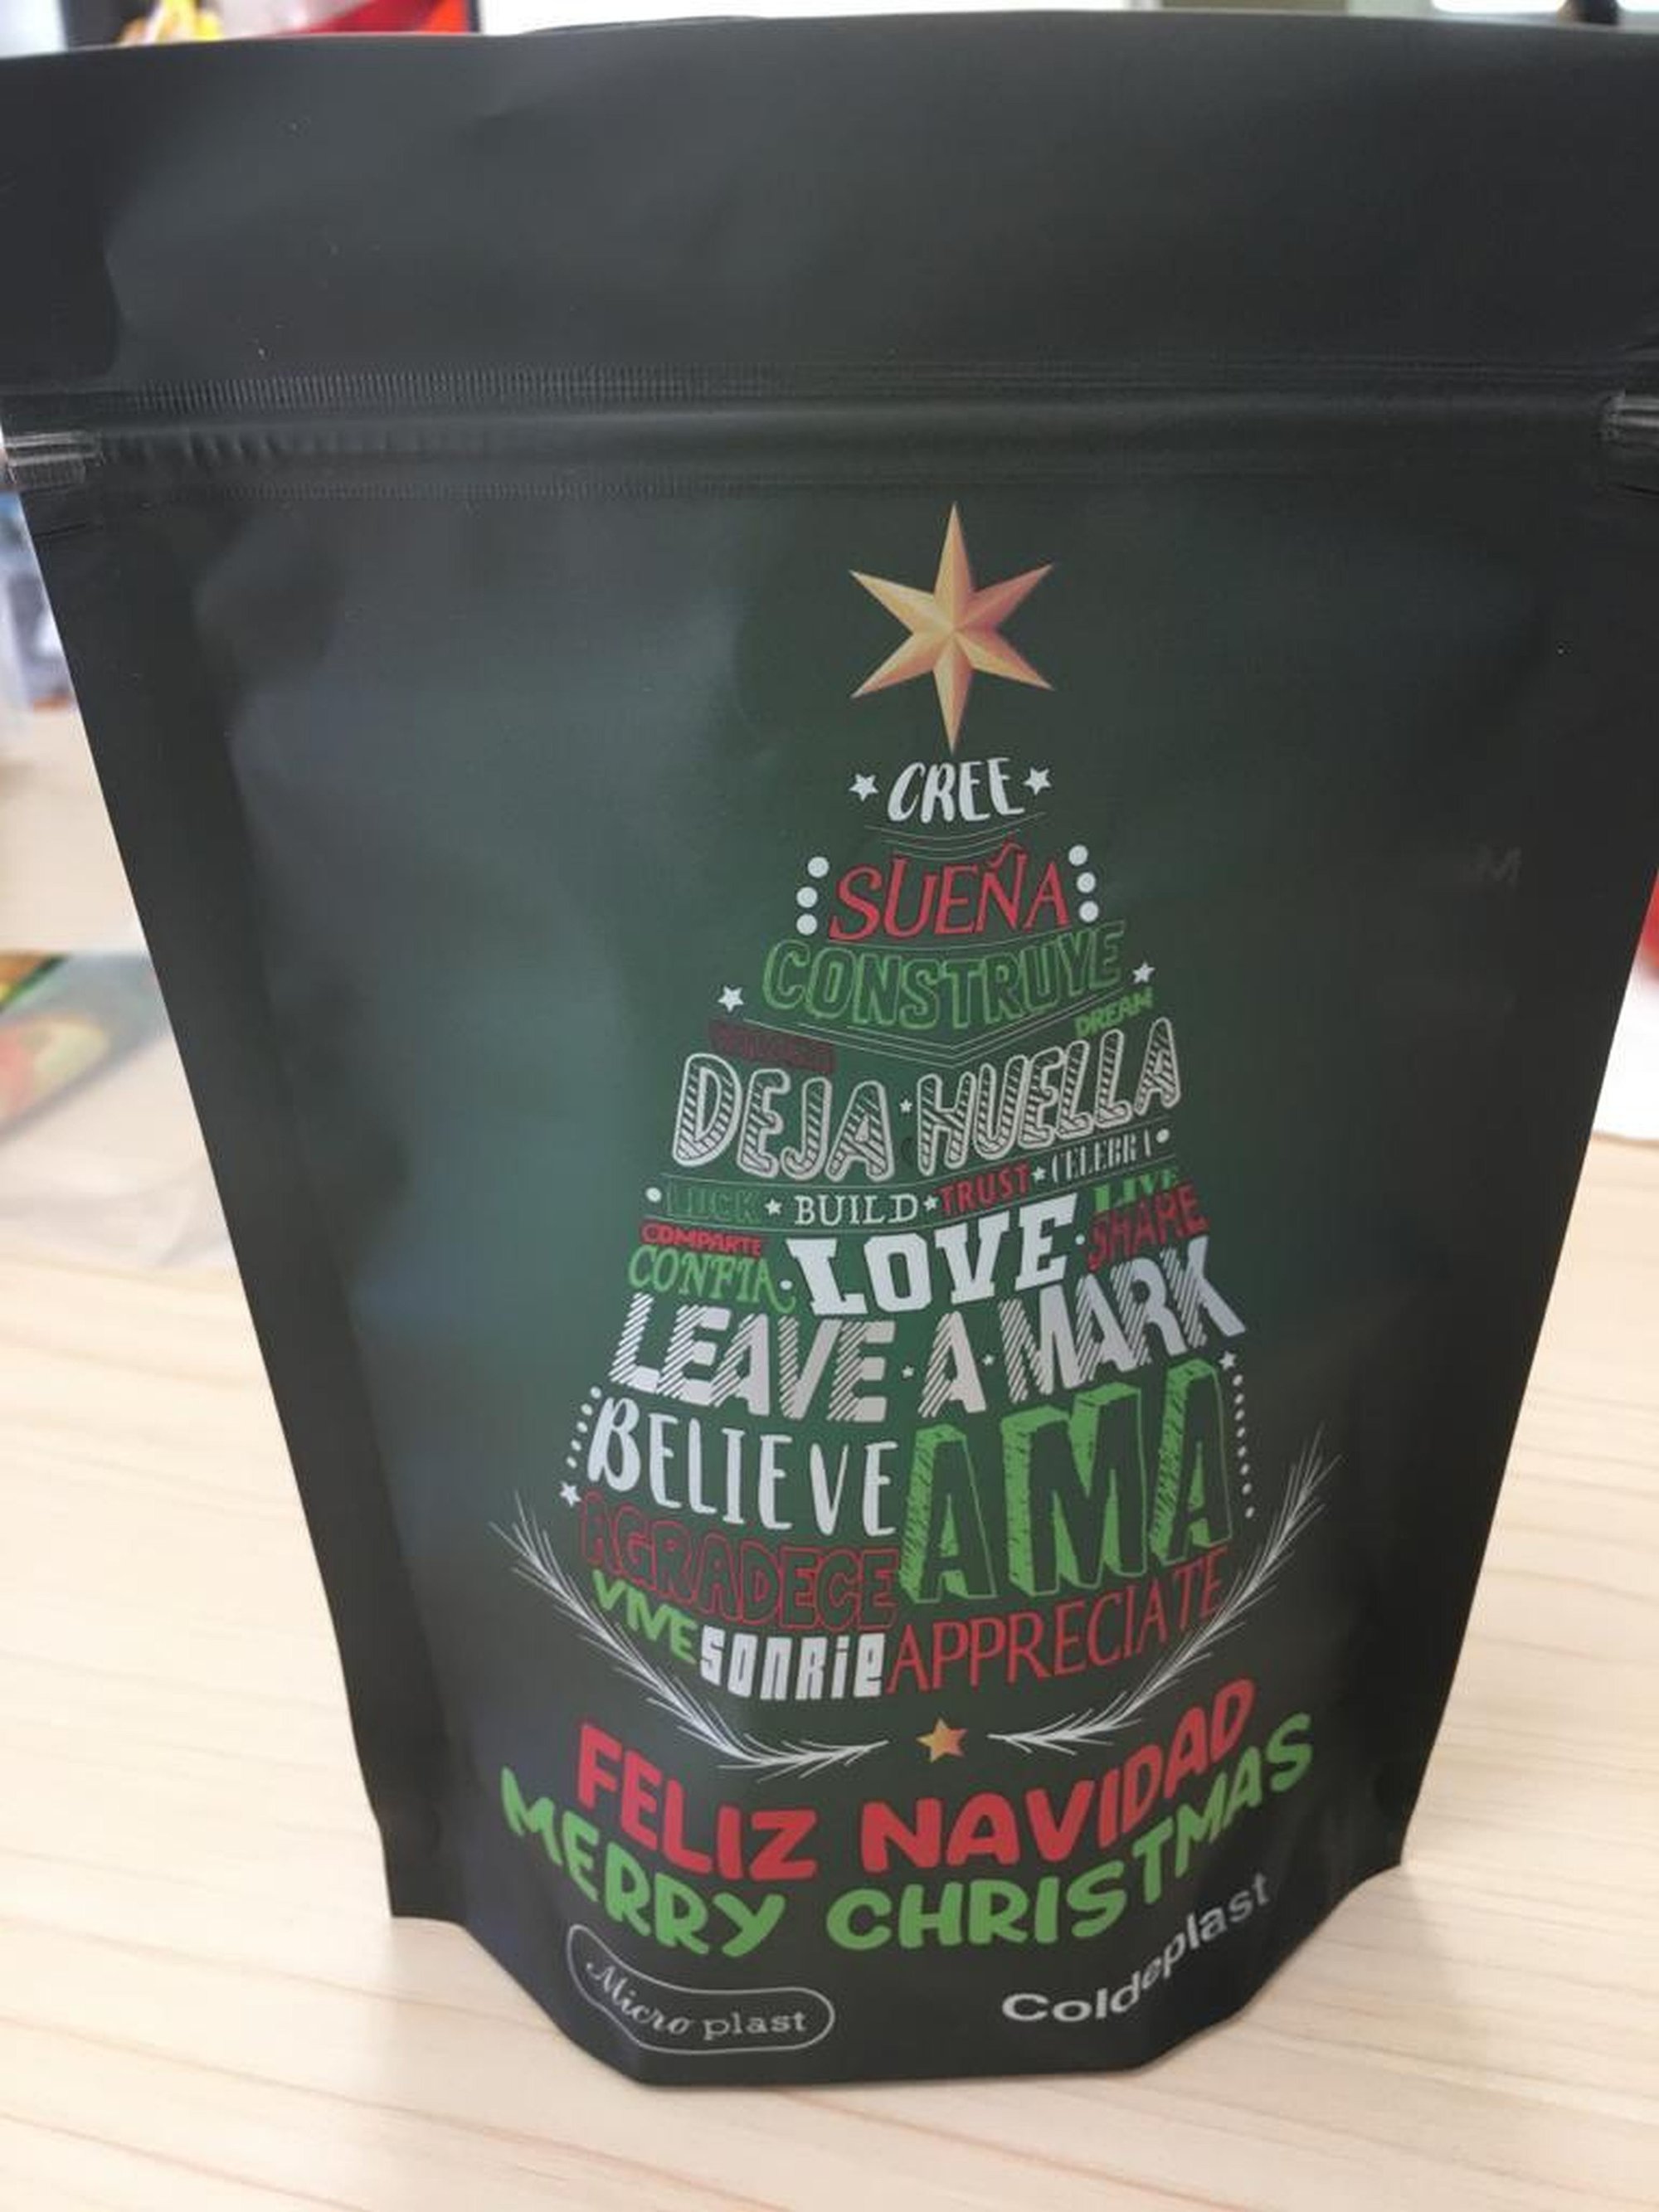 CREE
SUEÑA
CONSTRUYE
DREAM
DEJA HUELLA
LUCK BUILD TRUST CELEBRA
COMPARTE LIVE
CONFIA LOVE SHARE
LEAVE A MARK
BELIEVE AMA
AGRADECE
VIVE SONRIE APPRECIATE
FELIZ NAVIDAD
MERRY CHRISTMAS
Micro plast Coldeplast